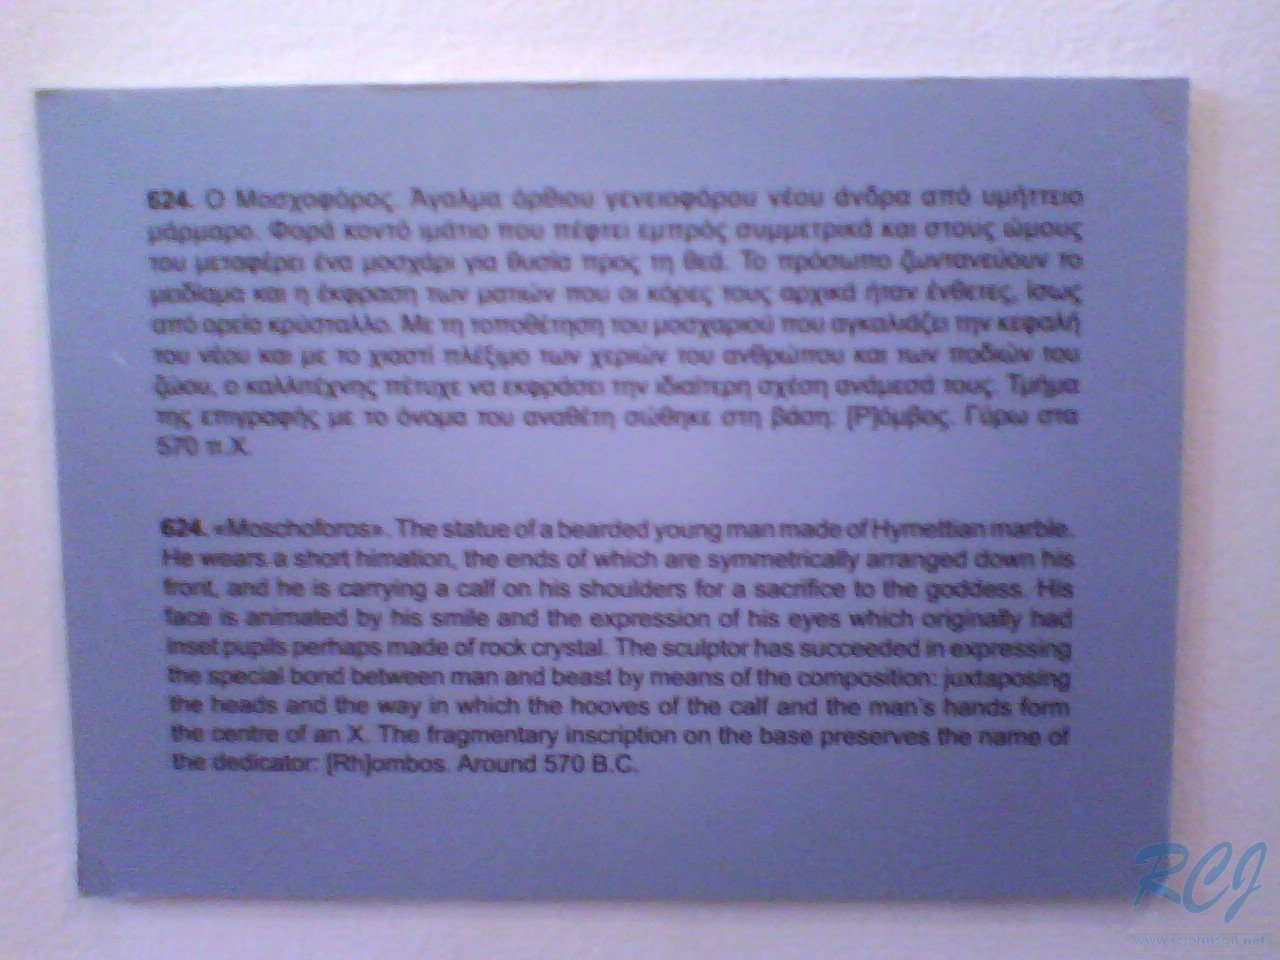 624. Ο Μοσχοφόρος. Άγαλμα όρθιου γενειοφόρου νέου άνδρα από υμήττειο
μάρμαρο. Φορά κοντό ιμάτιο που πέφτει εμπρός συμμετρικά και στους ώμους
του μεταφέρει ένα μοσχάρι για θυσία προς τη θεά. Το πρόσωπο ζωντανεύουν το
μειδίαμα και η έκφραση των ματιών που οι κόρες τους αρχικά ήταν ένθετες, ίσως
από ορεία κρύσταλλο. Με τη τοποθέτηση του μοσχαριού που αγκαλιάζει την κεφαλή
του νέου και με το χιαστί πλέξιμο των χεριών του ανθρώπου και των ποδιών του
ζώου, ο καλλιτέχνης πέτυχε να εκφράσει την ιδιαίτερη σχέση ανάμεσά τους. Τμήμα
της επιγραφής με το όνομα του αναθέτη σώθηκε στη βάση: [Ρ]όμβος. Γύρω στα
570 π.Χ.
624. «Moschoforos». The statue of a bearded young man made of Hymettian marble.
He wears a short himation, the ends of which are symmetrically arranged down his
front, and he is carrying a calf on his shoulders for a sacrifice to the goddess. His
face is animated by his smile and the expression of his eyes which originally had
inset pupils perhaps made of rock crystal. The sculptor has succeeded in expressing
the special bond between man and beast by means of the composition: juxtaposing
the heads and the way in which the hooves of the calf and the man's hands form
the centre of an X. The fragmentary inscription on the base preserves the name of
the dedicator: [Rh]ombos. Around 570 B.C.
RCJ
www.rcjohnson.net